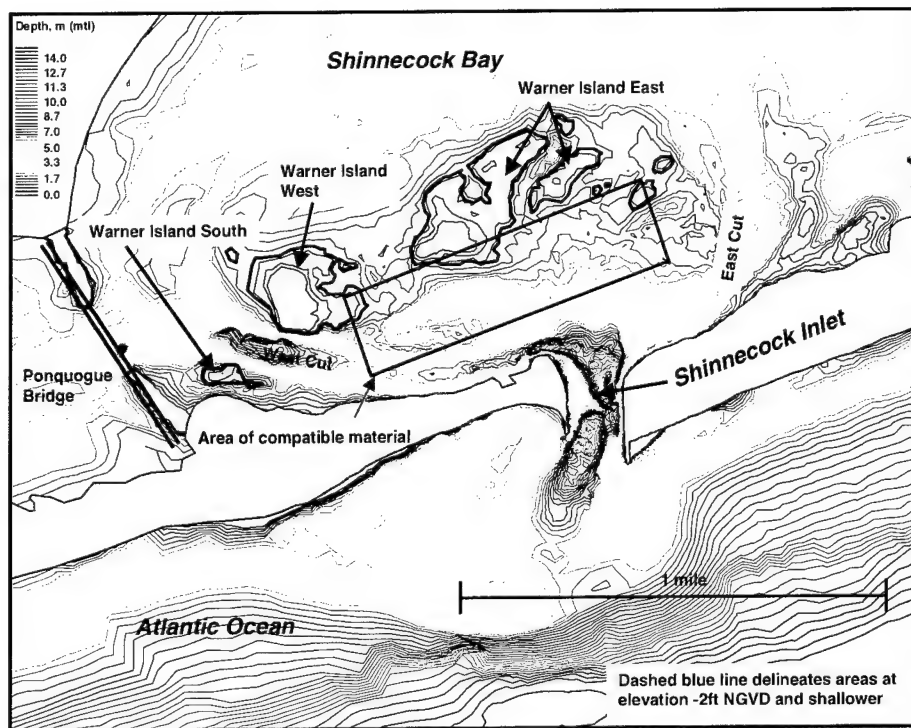 Depth, m (mtl)
14.0
12.7
11.3
10.0
8.7
7.0
5.0
3.3
1.7
0.0
Shinnecock Bay
Warner Island East
Warner Island
West
Warner Island South
East Cut
West Cut
Shinnecock Inlet
Ponquogue
Bridge
Area of compatible material
1 mile
Atlantic Ocean
Dashed blue line delineates areas at
elevation -2ft NGVD and shallower